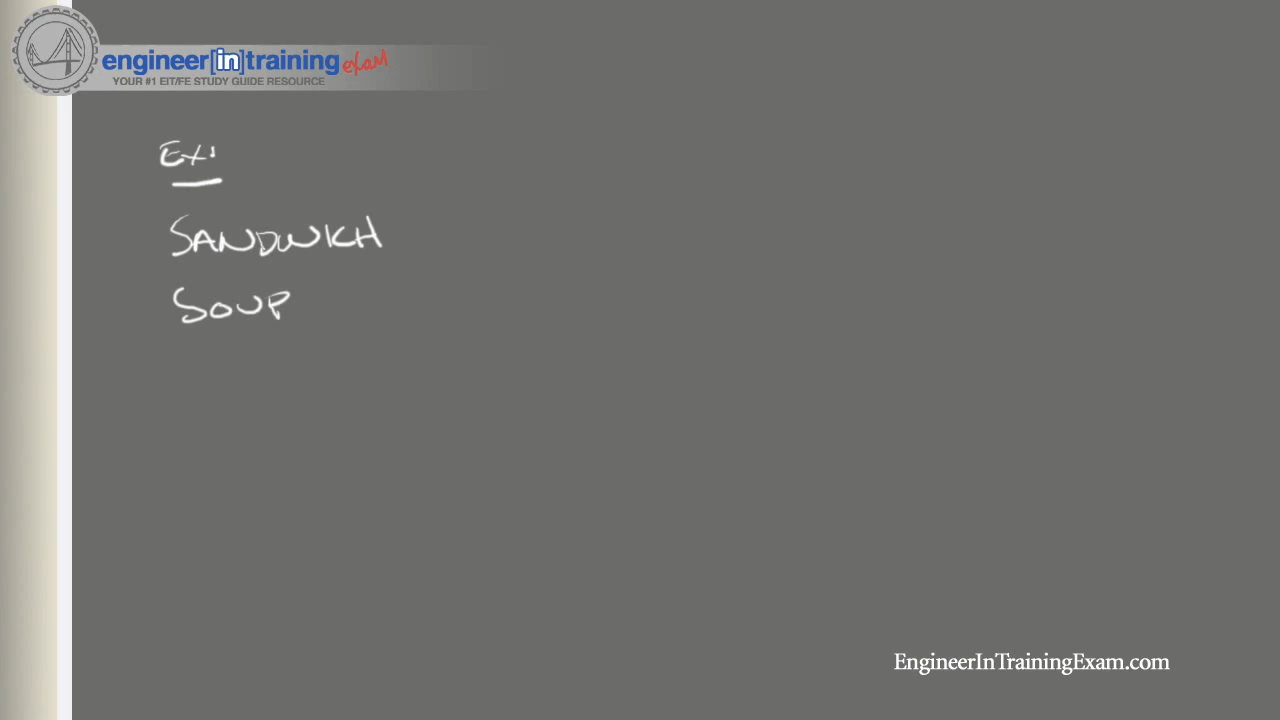 engineer[in]training exam
YOUR #1 EIT/FE STUDY GUIDE RESOURCE
Ex.
SANDWICH
SOUP
EngineerInTrainingExam.com